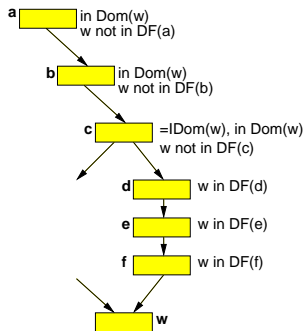 a in Dom(w)
w not in DF(a)
b in Dom(w)
w not in DF(b)
c =IDom(w), in Dom(w)
w not in DF(c)
d w in DF(d)
e w in DF(e)
f w in DF(f)
w